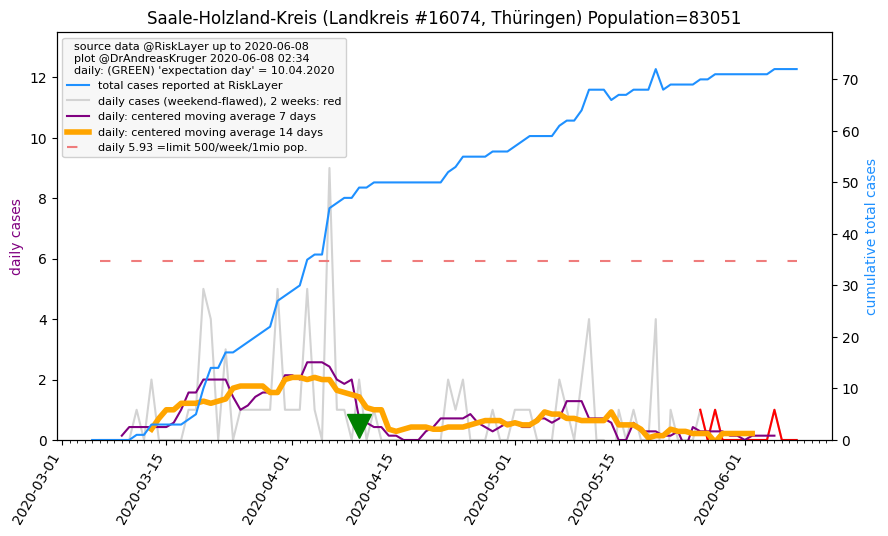 Saale-Holzland-Kreis (Landkreis #16074, Thüringen) Population=83051
source data @RiskLayer up to 2020-06-08
plot @DrAndreasKruger 2020-06-08 02:34
daily: (GREEN) 'expectation day' = 10.04.2020
total cases reported at RiskLayer
daily cases (weekend-flawed), 2 weeks: red
daily: centered moving average 7 days
daily: centered moving average 14 days
daily 5.93 =limit 500/week/1mio pop.
daily cases
12
10
8
6
4
2
0
70
60
50
40
30
20
10
0
cumulative total cases
2020-03-01
2020-03-15
2020-04-01
2020-04-15
2020-05-01
2020-05-15
2020-06-01